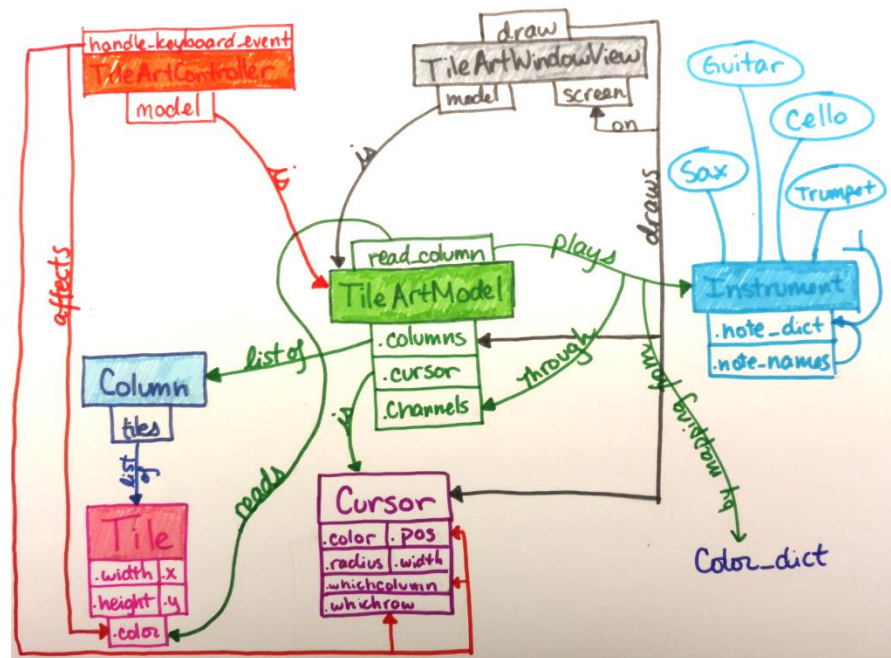 handle_keyboard_event
TileArtController
model
draw
TileArtWindowView
model
screen
on
is
is
affects
draws
Guitar
Cello
Sax
Trumpet
Instrument
.note_dict
.note_names
read_column
TileArtModel
.columns
.cursor
.Channels
plays
through
by mapping from
Color_dict
list of
Column
tiles
list of
Tile
.width .x
.height .y
.color
reads
is
Cursor
.color .pos
.radius .width
.whichcolumn
.whichrow